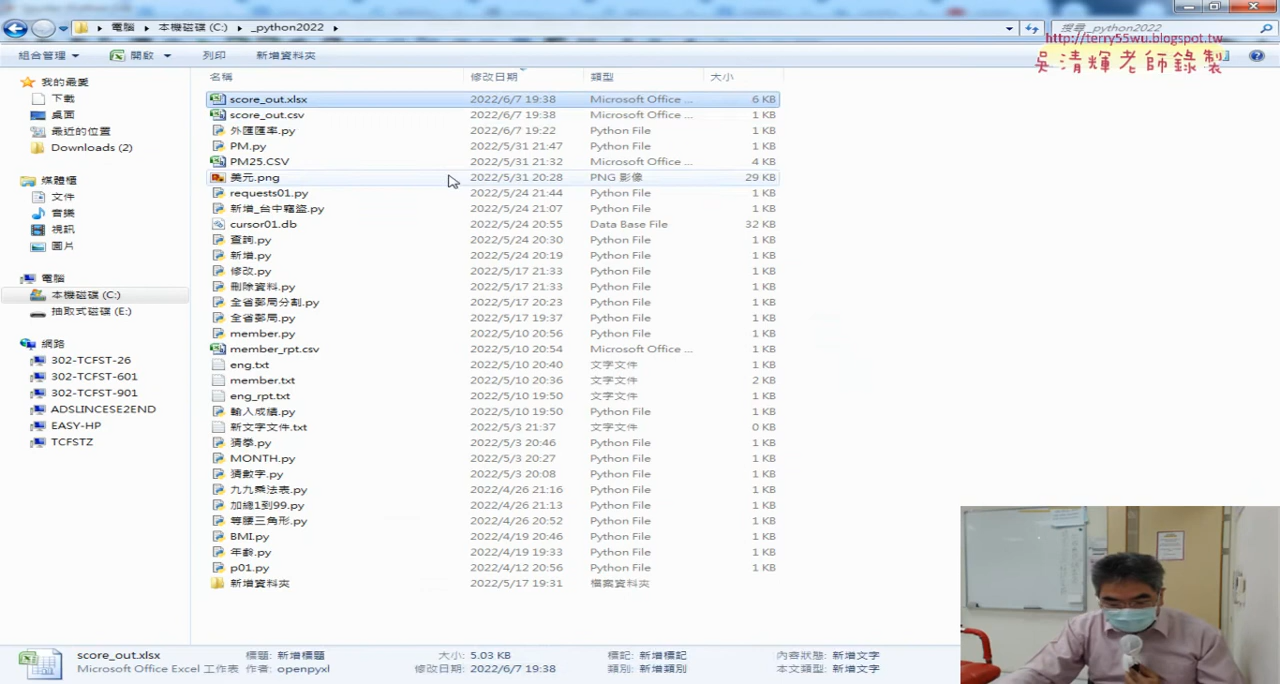 電腦 ▸ 本機磁碟 (C:) ▸ _python2022 ▸
搜尋 _python2022
http://terry55wu.blogspot.tw
吳清輝老師錄製
組合管理 開啟 列印 新增資料夾
名稱 修改日期 類型 大小
我的最愛
下載
桌面
最近的位置
Downloads (2)
媒體櫃
文件
音樂
視訊
圖片
電腦
本機磁碟 (C:)
抽取式磁碟 (E:)
網路
302-TCFST-26
302-TCFST-601
302-TCFST-901
ADSLINCESE2END
EASY-HP
TCFSTZ
score_out.xlsx 2022/6/7 19:38 Microsoft Office ... 6 KB
score_out.csv 2022/6/7 19:38 Microsoft Office ... 1 KB
外匯匯率.py 2022/6/7 19:22 Python File 1 KB
PM.py 2022/5/31 21:47 Python File 1 KB
PM25.CSV 2022/5/31 21:32 Microsoft Office ... 4 KB
美元.png 2022/5/31 20:28 PNG 影像 29 KB
requests01.py 2022/5/24 21:44 Python File 1 KB
新增_台中竊盜.py 2022/5/24 21:07 Python File 1 KB
cursor01.db 2022/5/24 20:55 Data Base File 32 KB
查詢.py 2022/5/24 20:30 Python File 1 KB
新增.py 2022/5/24 20:19 Python File 1 KB
修改.py 2022/5/17 21:33 Python File 1 KB
刪除資料.py 2022/5/17 21:33 Python File 1 KB
全省郵局分割.py 2022/5/17 20:23 Python File 1 KB
全省郵局.py 2022/5/17 19:37 Python File 1 KB
member.py 2022/5/10 20:56 Python File 1 KB
member_rpt.csv 2022/5/10 20:54 Microsoft Office ... 1 KB
eng.txt 2022/5/10 20:40 文字文件 1 KB
member.txt 2022/5/10 20:36 文字文件 2 KB
eng_rpt.txt 2022/5/10 19:50 文字文件 1 KB
輸入成績.py 2022/5/10 19:50 Python File 1 KB
新文字文件.txt 2022/5/3 21:37 文字文件 0 KB
猜拳.py 2022/5/3 20:46 Python File 1 KB
MONTH.py 2022/5/3 20:27 Python File 1 KB
猜數字.py 2022/5/3 20:08 Python File 1 KB
九九乘法表.py 2022/4/26 21:16 Python File 1 KB
加總1到99.py 2022/4/26 21:13 Python File 1 KB
等腰三角形.py 2022/4/26 20:52 Python File 1 KB
BMI.py 2022/4/19 20:46 Python File 1 KB
年齡.py 2022/4/19 19:33 Python File 1 KB
p01.py 2022/4/12 20:56 Python File 1 KB
新增資料夾 2022/5/17 19:31 檔案資料夾
score_out.xlsx 標題: 新增標題 大小: 5.03 KB 標記: 新增標記 內容狀態: 新增文字
Microsoft Office Excel 工作表 作者: openpyxl 修改日期: 2022/6/7 19:38 類別: 新增類別 本文類型: 新增文字